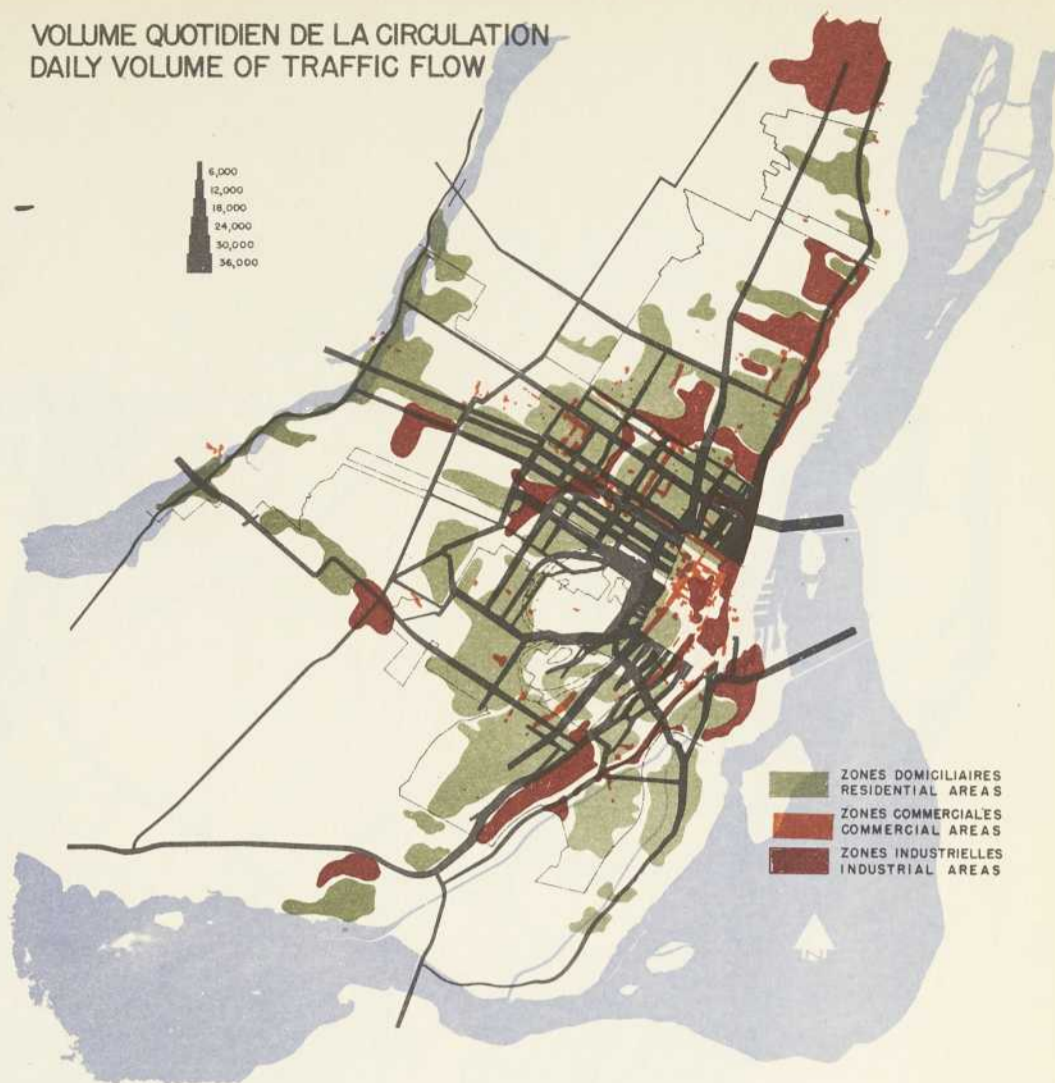 VOLUME QUOTIDIEN DE LA CIRCULATION
DAILY VOLUME OF TRAFFIC FLOW
6,000
12,000
18,000
24,000
30,000
36,000
ZONES DOMICILIAIRES
RESIDENTIAL AREAS
ZONES COMMERCIALES
COMMERCIAL AREAS
ZONES INDUSTRIELLES
INDUSTRIAL AREAS
N